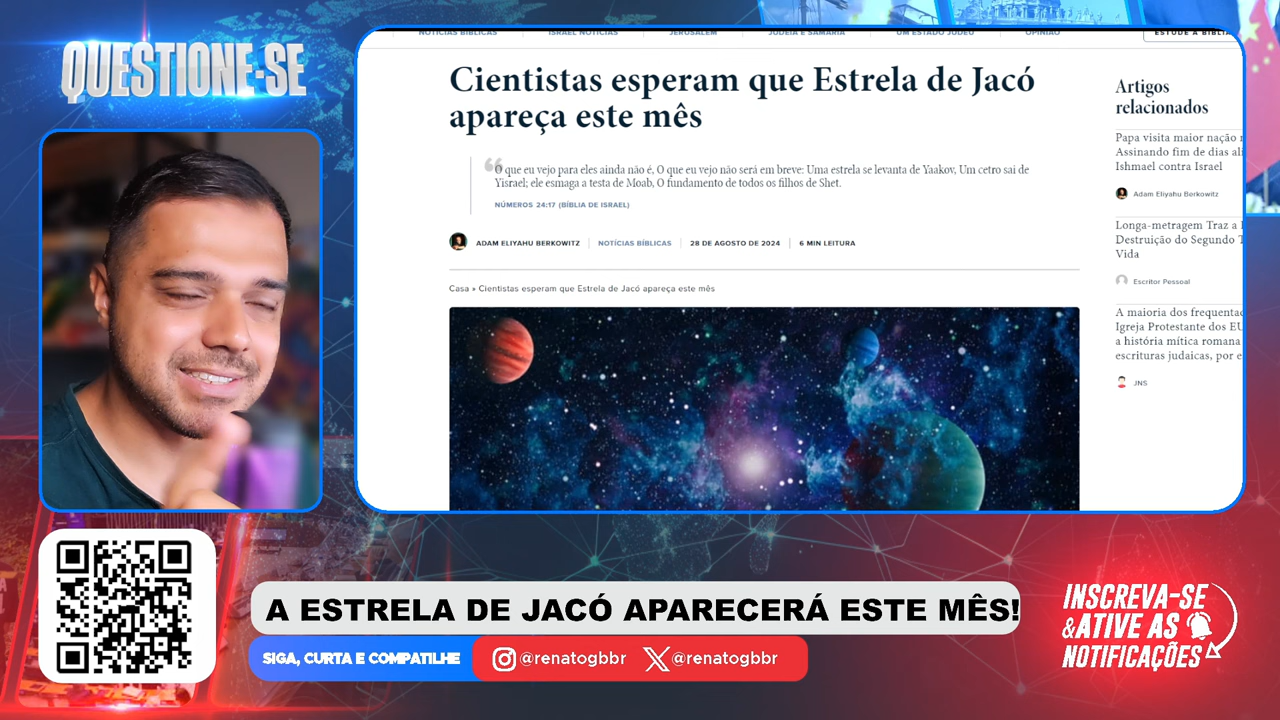 QUESTIONE-SE
NOTÍCIAS BÍBLICAS
ISRAEL NOTÍCIAS
JERUSALÉM
JUDÉIA E SAMARIA
UM ESTADO JUDEU
OPINIÃO
ESTUDE A BÍBLIA
Cientistas esperam que Estrela de Jacó
apareça este mês
O que eu vejo para eles ainda não é, O que eu vejo não será em breve: Uma estrela se levanta de Yaakov, Um cetro sai de
Yisrael; ele esmaga a testa de Moab, O fundamento de todos os filhos de Shet.
NÚMEROS 24:17 (BÍBLIA DE ISRAEL)
ADAM ELIYAHU BERKOWITZ
NOTÍCIAS BÍBLICAS
28 DE AGOSTO DE 2024
6 MIN LEITURA
Casa » Cientistas esperam que Estrela de Jacó apareça este mês
Artigos
relacionados
Papa visita maior nação
Assinando fim de dias
Ishmael contra Israel
Adam Eliyahu Berkowitz
Longa-metragem Traz a
Destruição do Segundo
Vida
Escritor Pessoal
A maioria dos
Igreja Protestante dos
a história mítica romana
escrituras judaicas, por
JNS
A ESTRELA DE JACÓ APARECERÁ ESTE MÊS!
SIGA, CURTA E COMPATILHE
@renatogbbr
@renatogbbr
INSCREVA-SE
&ATIVE AS
NOTIFICAÇÕES